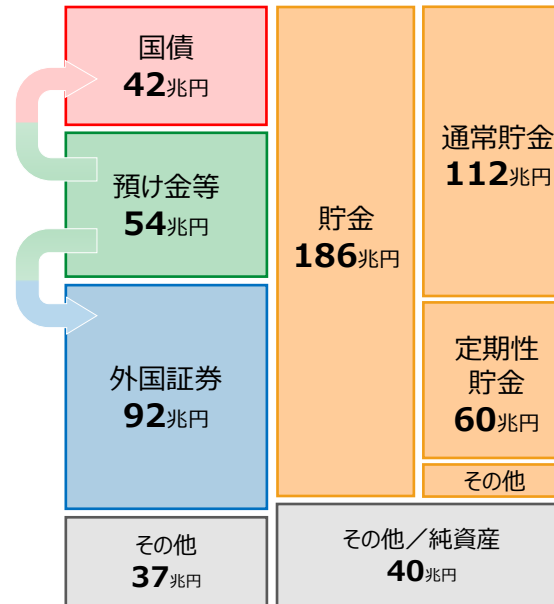 国債
42兆円
預け金等
54兆円
外国証券
92兆円
その他
37兆円
貯金
186兆円
通常貯金
112兆円
定期性
貯金
60兆円
その他
その他／純資産
40兆円